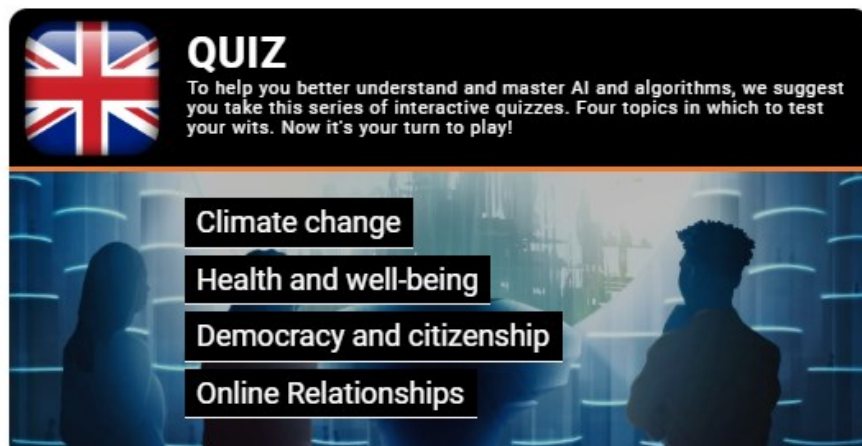 QUIZ
To help you better understand and master AI and algorithms, we suggest
you take this series of interactive quizzes. Four topics in which to test
your wits. Now it's your turn to play!
Climate change
Health and well-being
Democracy and citizenship
Online Relationships